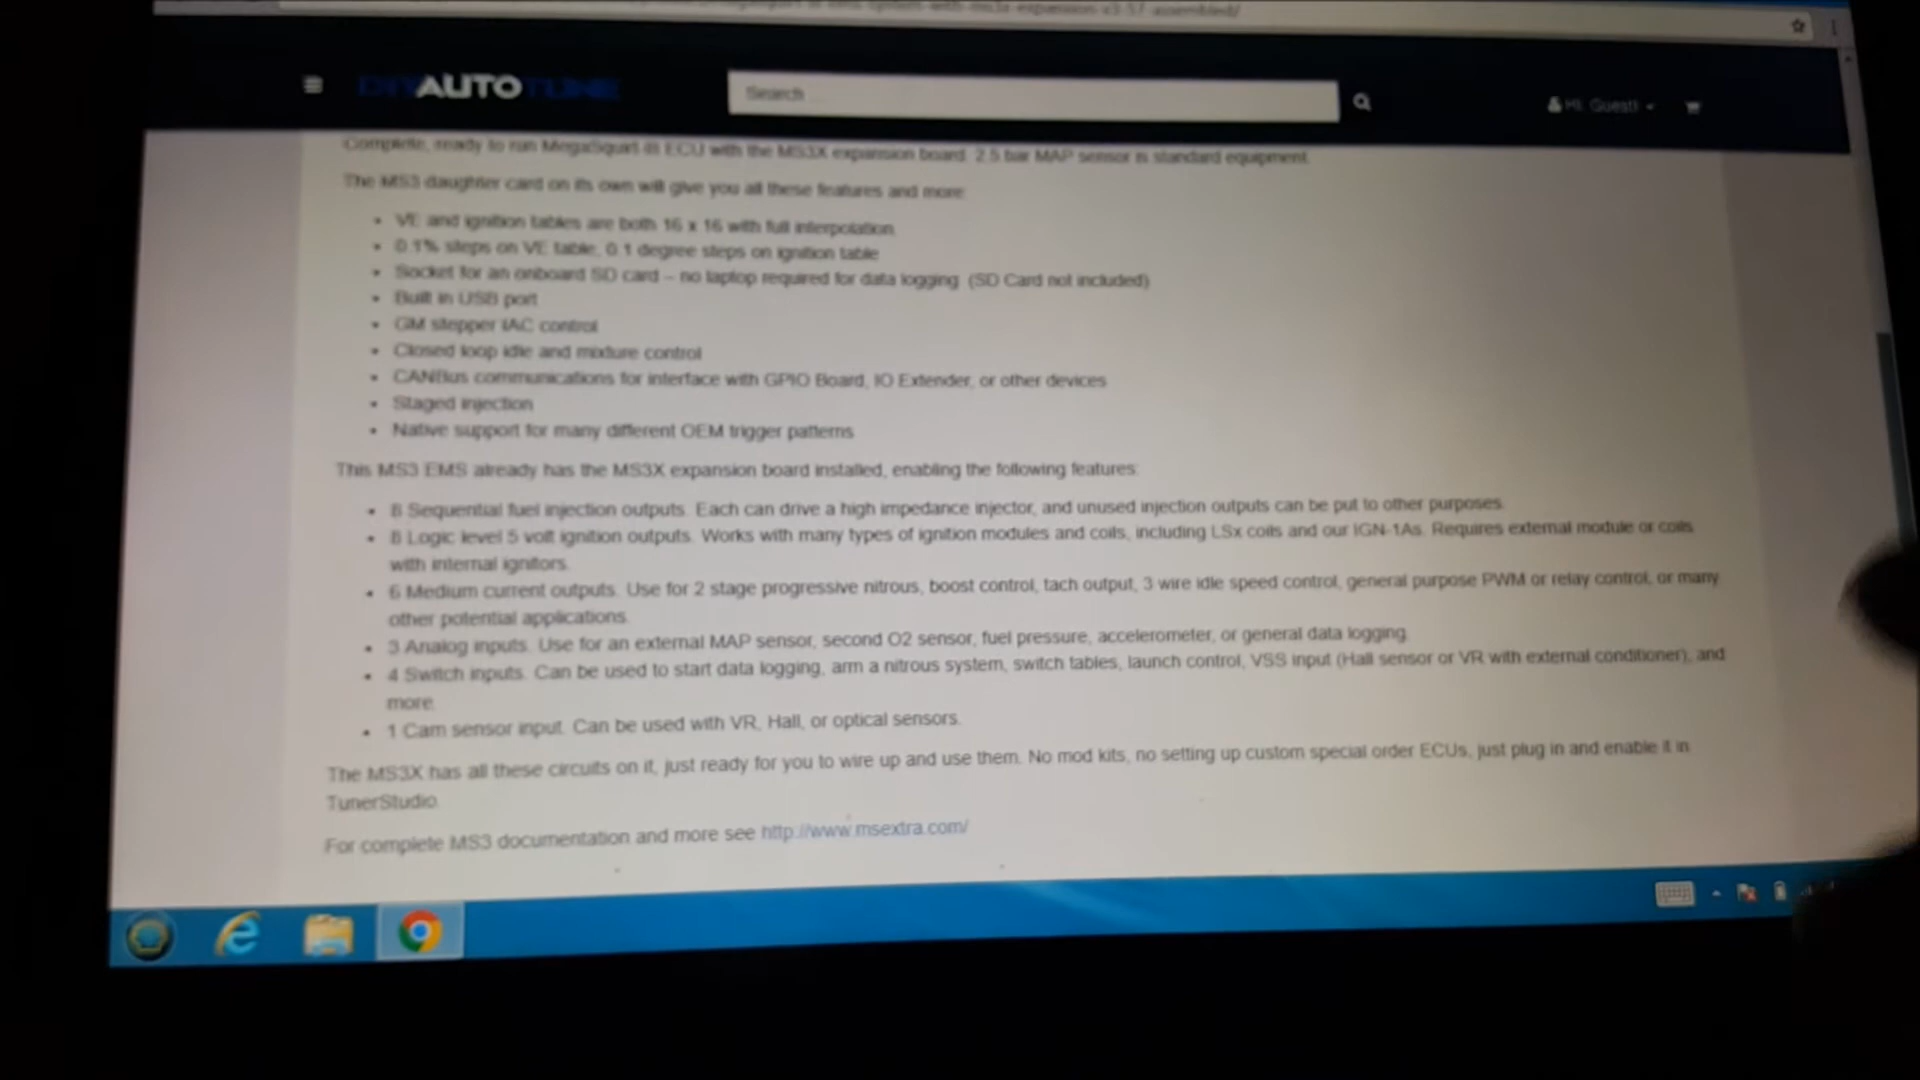 DIYAUTOTUNE
Search
Hi, Guest!
Complete, ready to run MegaSquirt-III ECU with the MS3X expansion board. 2.5 bar MAP sensor is standard equipment.
The MS3 daughter card on its own will give you all these features and more
• VE and ignition tables are both 16 x 16 with full interpolation.
• 0.1% steps on VE table, 0.1 degree steps on ignition table
• Socket for an onboard SD card – no laptop required for data logging (SD Card not included)
• Built in USB port
• GM stepper IAC control
• Closed loop idle and mixture control
• CANBus communications for interface with GPIO Board, IO Extender, or other devices
• Staged injection
• Native support for many different OEM trigger patterns
This MS3 EMS already has the MS3X expansion board installed, enabling the following features:
• 8 Sequential fuel injection outputs. Each can drive a high impedance injector, and unused injection outputs can be put to other purposes.
• 8 Logic level 5 volt ignition outputs. Works with many types of ignition modules and coils, including LSx coils and our IGN-1As. Requires external module or coils
with internal ignitors.
• 6 Medium current outputs. Use for 2 stage progressive nitrous, boost control, tach output, 3 wire idle speed control, general purpose PWM or relay control, or many
other potential applications.
• 3 Analog inputs. Use for an external MAP sensor, second O2 sensor, fuel pressure, accelerometer, or general data logging.
• 4 Switch inputs. Can be used to start data logging, arm a nitrous system, switch tables, launch control, VSS input (Hall sensor or VR with external conditioner), and
more.
• 1 Cam sensor input. Can be used with VR, Hall, or optical sensors.
The MS3X has all these circuits on it, just ready for you to wire up and use them. No mod kits, no setting up custom special order ECUs, just plug in and enable it in
TunerStudio.
For complete MS3 documentation and more see http://www.msextra.com/